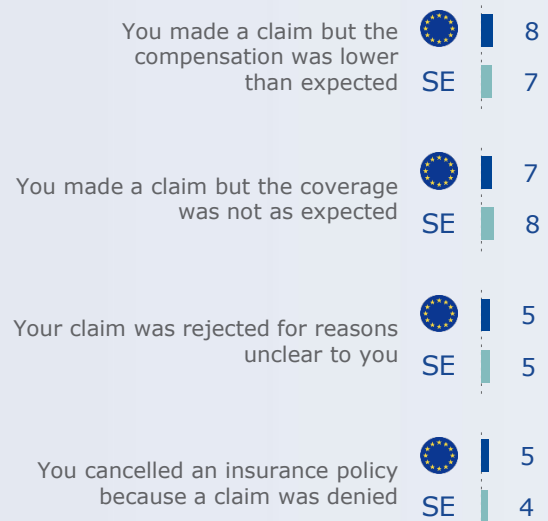 You made a claim but the
compensation was lower
than expected
8
SE 7
You made a claim but the coverage
was not as expected
7
SE 8
Your claim was rejected for reasons
unclear to you
5
SE 5
You cancelled an insurance policy
because a claim was denied
5
SE 4